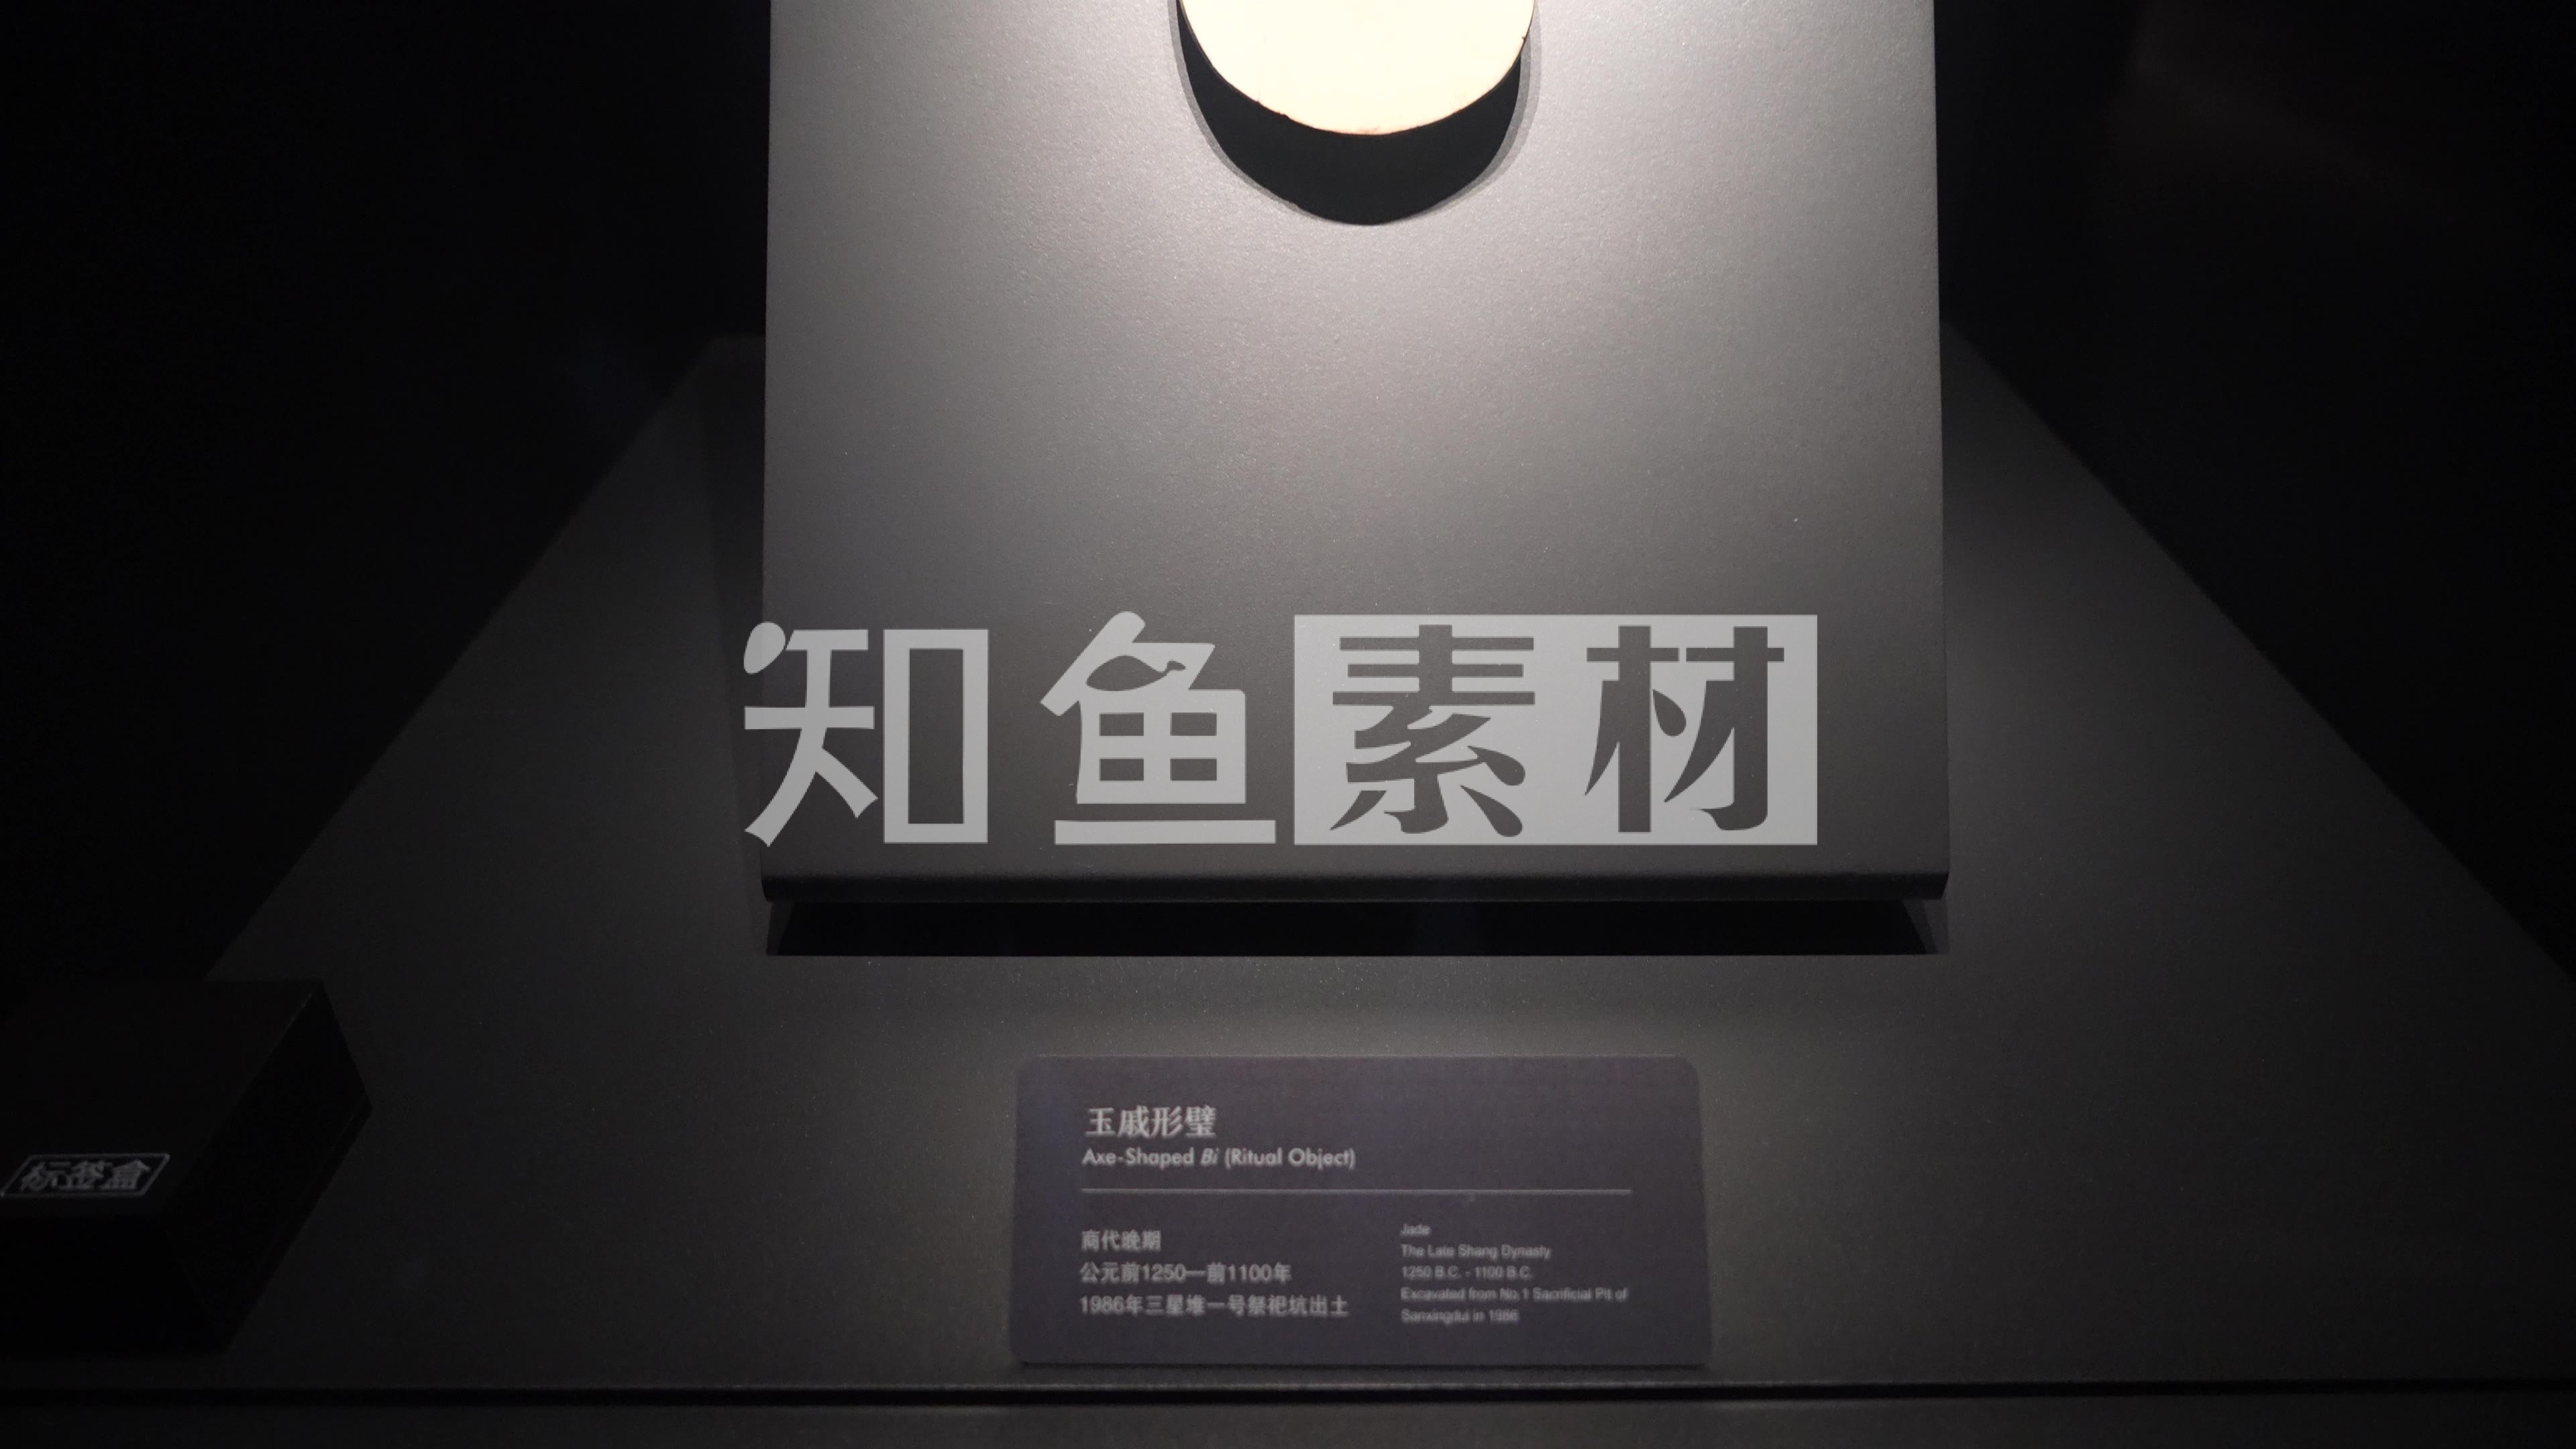 知鱼素材
玉戚形璧
Axe-Shaped Bi (Ritual Object)
商代晚期
公元前1250—前1100年
1986年三星堆一号祭祀坑出土
Jade
The Late Shang Dynasty
1250 B.C. - 1100 B.C.
Excavated from No.1 Sacrificial Pit of
Sanxingdui in 1986
标签盒